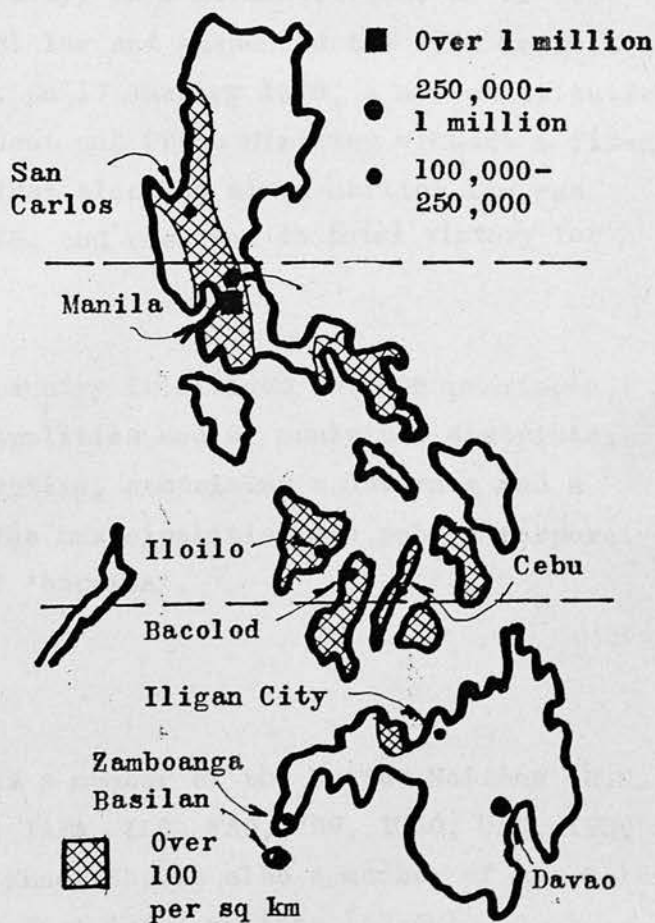 Over 1 million
250,000-
1 million
100,000-
250,000
San
Carlos
Manila
Iloilo
Cebu
Bacolod
Iligan City
Zamboanga
Basilan
Over
100
per sq km
Davao